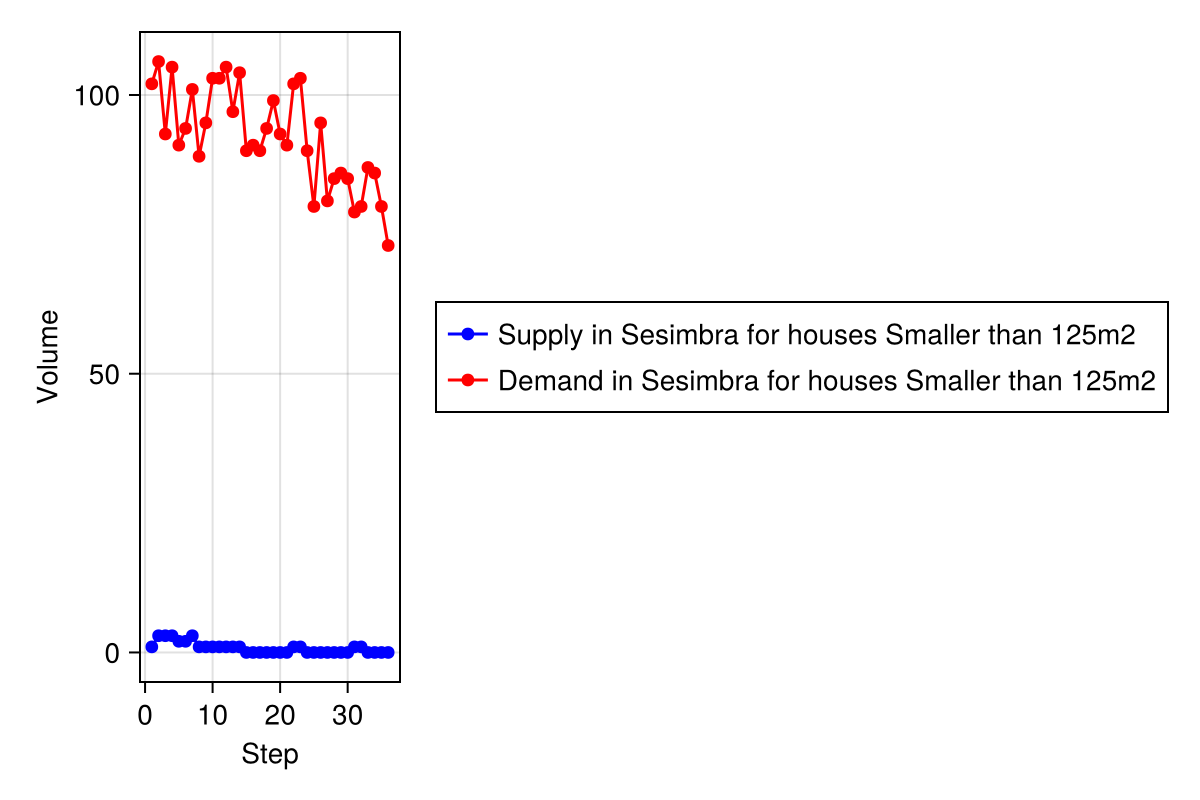 100
50
0
Volume
0 10 20 30
Step
Supply in Sesimbra for houses Smaller than 125m2
Demand in Sesimbra for houses Smaller than 125m2